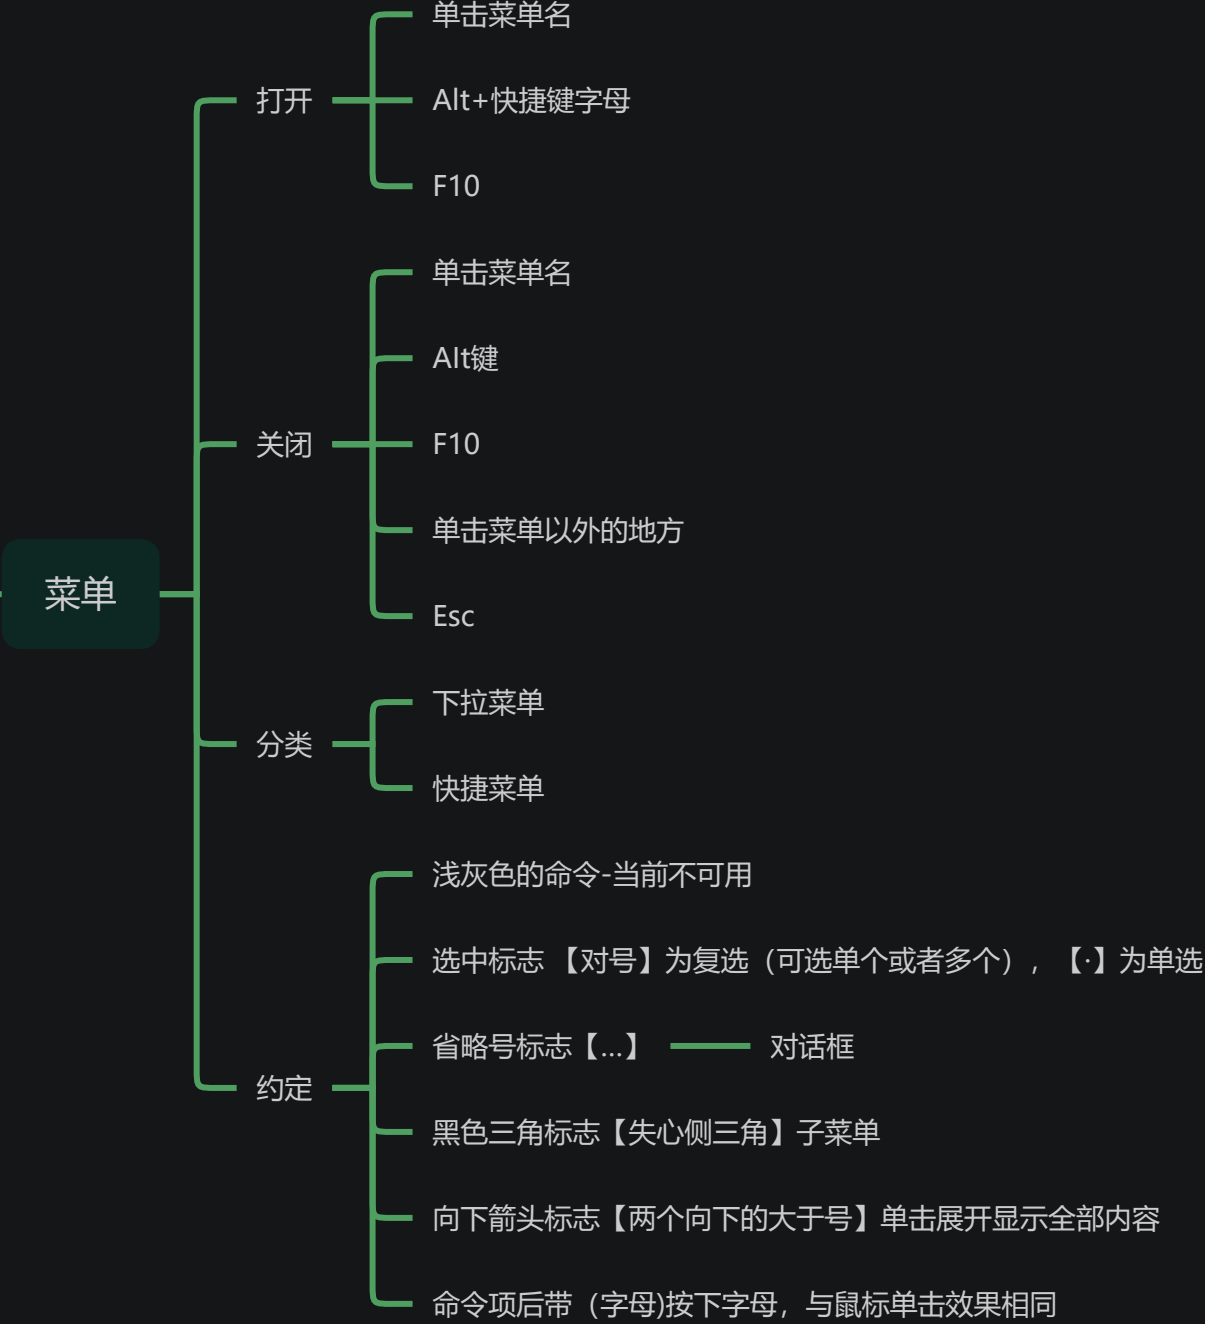 菜单
打开
单击菜单名
Alt+快捷键字母
F10
关闭
单击菜单名
Alt键
F10
单击菜单以外的地方
Esc
分类
下拉菜单
快捷菜单
约定
浅灰色的命令-当前不可用
选中标志 【对号】为复选（可选单个或者多个），【·】为单选
省略号标志【...】
对话框
黑色三角标志【失心侧三角】子菜单
向下箭头标志【两个向下的大于号】单击展开显示全部内容
命令项后带（字母)按下字母，与鼠标单击效果相同